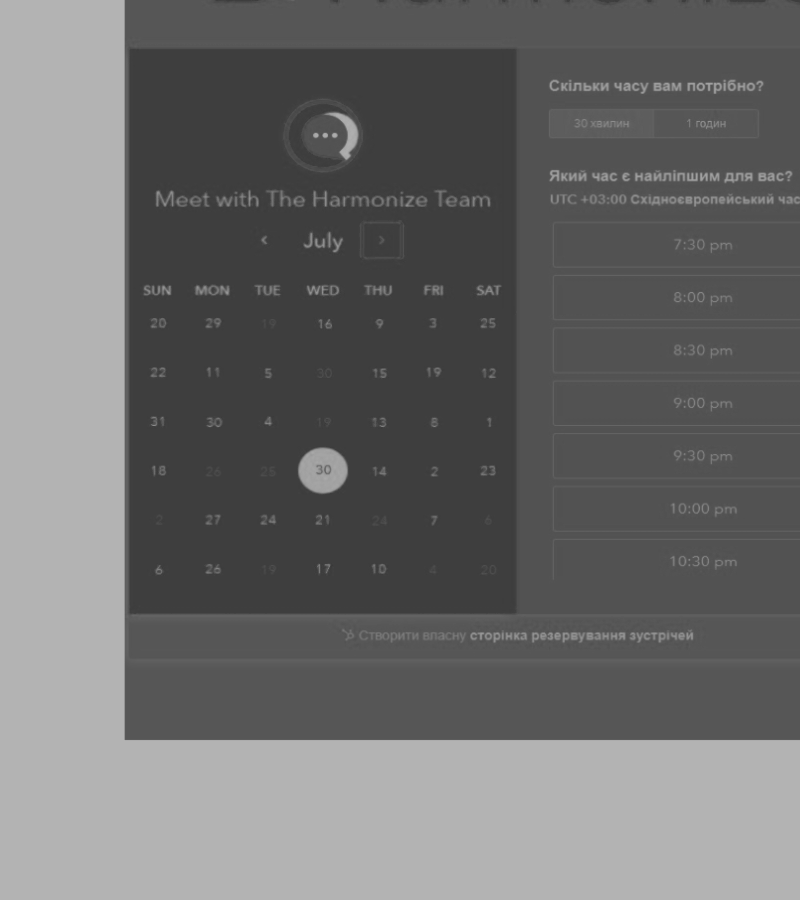 Meet with The Harmonize Team
July
SUN MON TUE WED THU FRI SAT
20 29 19 16 9 3 25
22 11 5 30 15 19 12
31 30 4 19 13 8 1
18 26 25 30 14 2 23
2 27 24 21 24 7 6
6 26 19 17 10 4 20
Скільки часу вам потрібно?
30 хвилин 1 годин
Який час є найліпшим для вас?
UTC +03:00 Східноєвропейський час
7:30 pm
8:00 pm
8:30 pm
9:00 pm
9:30 pm
10:00 pm
10:30 pm
Створити власну сторінка резервування зустрічей